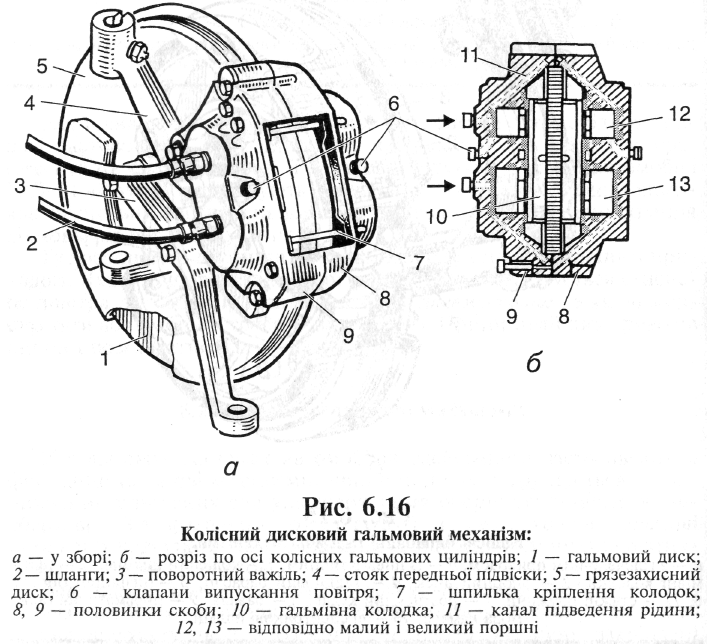 5
4
3
2
1
6
7
8
9
11
12
10
13
9
8
а
б
Рис. 6.16
Колісний дисковий гальмовий механізм:
а — у зборі; б — розріз по осі колісних гальмових циліндрів; 1 — гальмовий диск;
2 — шланги; 3 — поворотний важіль; 4 — стояк передньої підвіски; 5 — грязезахисний
диск; 6 — клапани випускання повітря; 7 — шпилька кріплення колодок;
8, 9 — половинки скоби; 10 — гальмівна колодка; 11 — канал підведення рідини;
12, 13 — відповідно малий і великий поршні